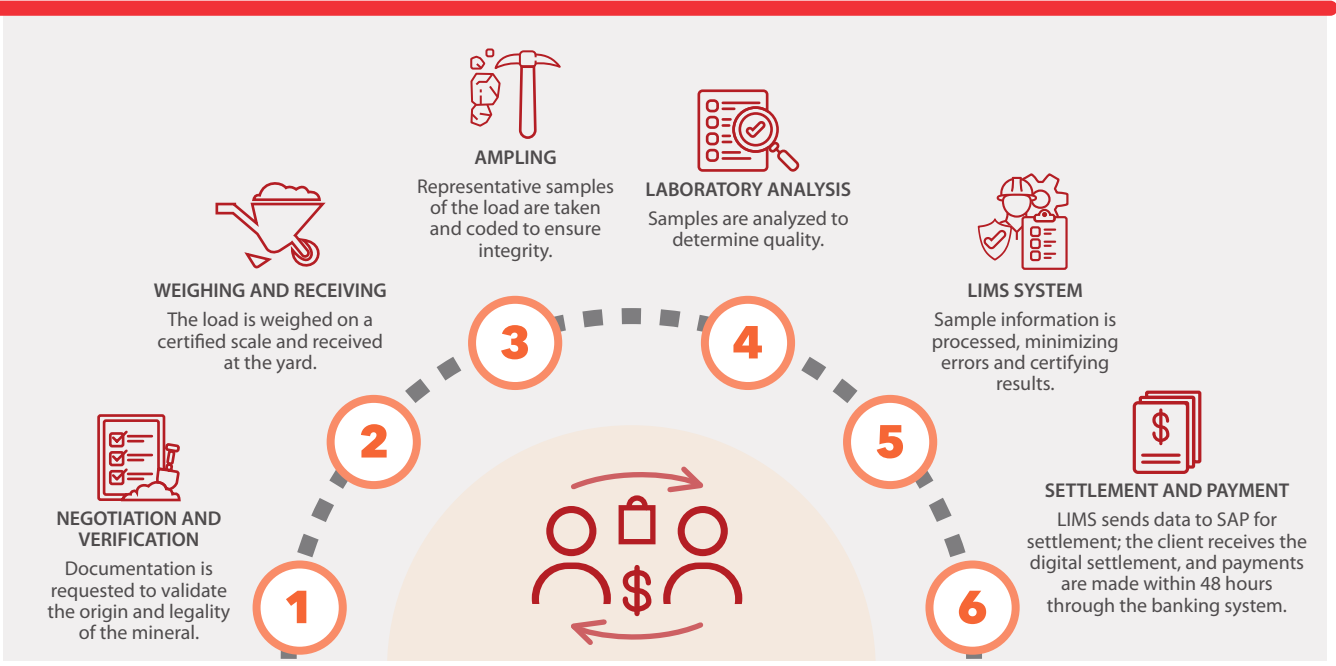 1
NEGOTIATION AND
VERIFICATION
Documentation is
requested to validate
the origin and legality
of the mineral.
2
WEIGHING AND RECEIVING
The load is weighed on a
certified scale and received
at the yard.
3
AMPLING
Representative samples
of the load are taken
and coded to ensure
integrity.
4
LABORATORY ANALYSIS
Samples are analyzed to
determine quality.
5
LIMS SYSTEM
Sample information is
processed, minimizing
errors and certifying
results.
6
SETTLEMENT AND PAYMENT
LIMS sends data to SAP for
settlement; the client receives the
digital settlement, and payments
are made within 48 hours
through the banking system.
$
$